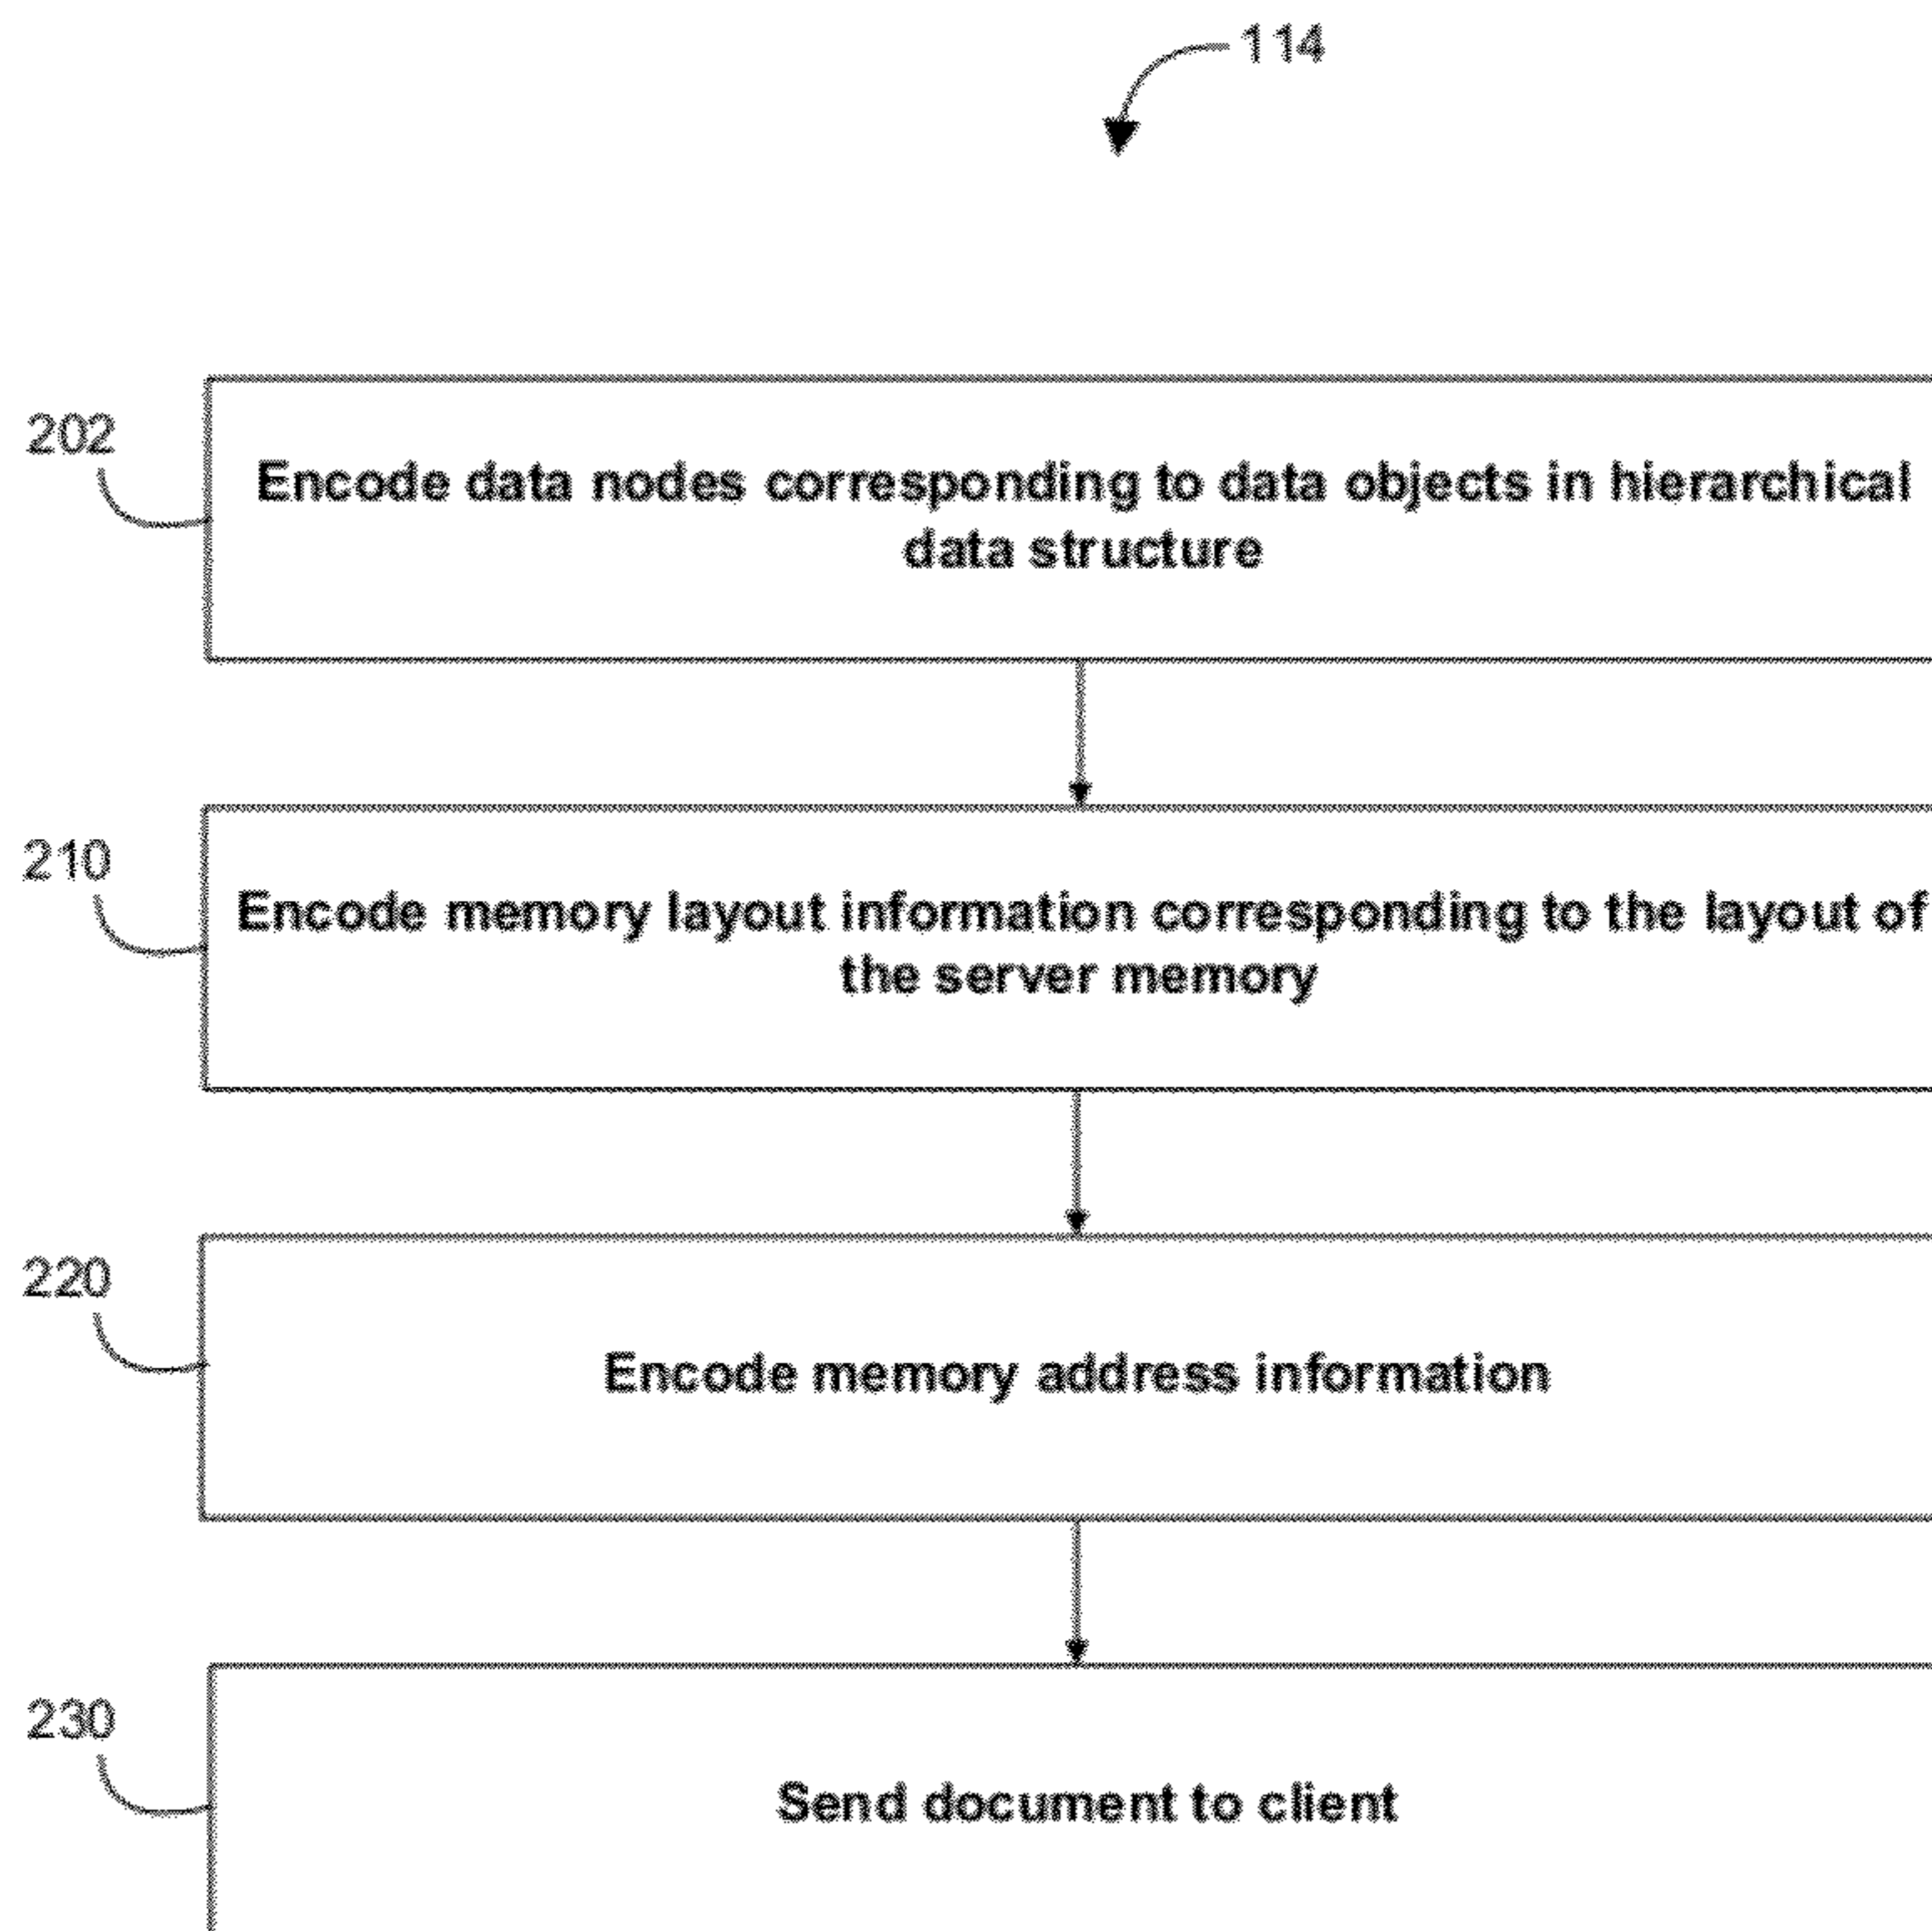 114
202
Encode data nodes corresponding to data objects in hierarchical
data structure
210
Encode memory layout information corresponding to the layout of
the server memory
220
Encode memory address information
230
Send document to client